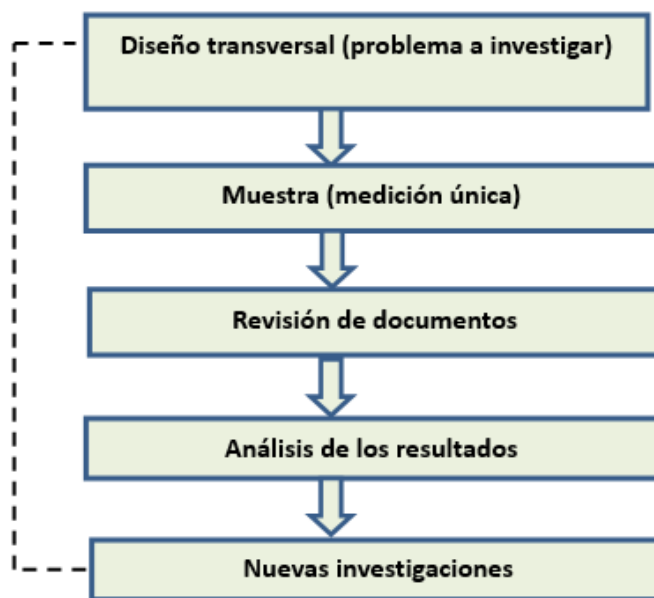 Diseño transversal (problema a investigar)
Muestra (medición única)
Revisión de documentos
Análisis de los resultados
Nuevas investigaciones